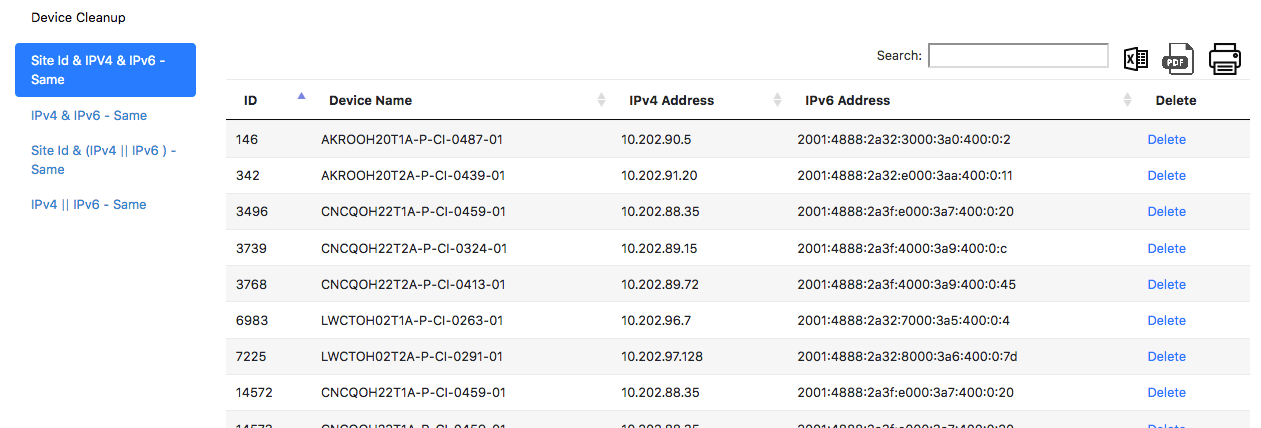 Device Cleanup
Site Id & IPV4 & IPv6 -
Same
IPv4 & IPv6 - Same
Site Id & (IPv4 || IPv6 ) -
Same
IPv4 || IPv6 - Same
Search:
PDF
ID Device Name IPv4 Address IPv6 Address Delete
146 AKROOH20T1A-P-CI-0487-01 10.202.90.5 2001:4888:2a32:3000:3a0:400:0:2 Delete
342 AKROOH20T2A-P-CI-0439-01 10.202.91.20 2001:4888:2a32:e000:3aa:400:0:11 Delete
3496 CNCQOH22T1A-P-CI-0459-01 10.202.88.35 2001:4888:2a3f:e000:3a7:400:0:20 Delete
3739 CNCQOH22T2A-P-CI-0324-01 10.202.89.15 2001:4888:2a3f:4000:3a9:400:0:c Delete
3768 CNCQOH22T2A-P-CI-0413-01 10.202.89.72 2001:4888:2a3f:4000:3a9:400:0:45 Delete
6983 LWCTOH02T1A-P-CI-0263-01 10.202.96.7 2001:4888:2a32:7000:3a5:400:0:4 Delete
7225 LWCTOH02T2A-P-CI-0291-01 10.202.97.128 2001:4888:2a32:8000:3a6:400:0:7d Delete
14572 CNCQOH22T1A-P-CI-0459-01 10.202.88.35 2001:4888:2a3f:e000:3a7:400:0:20 Delete